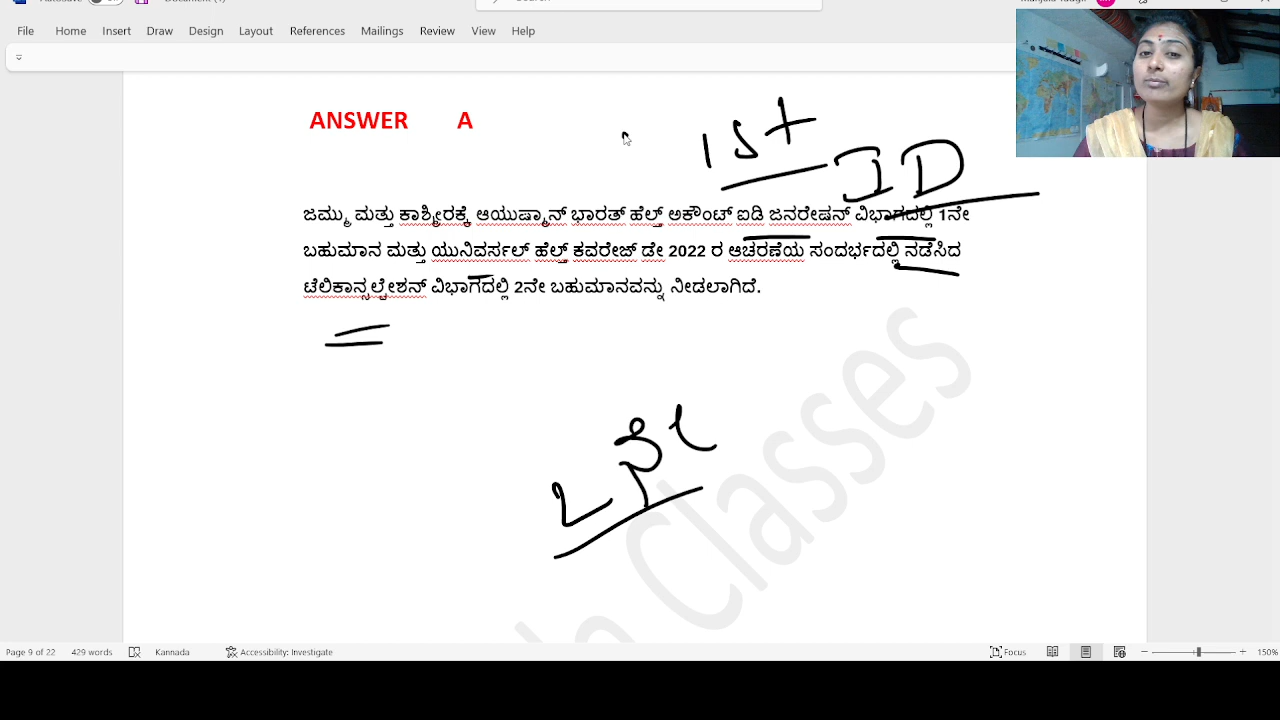 File Home Insert Draw Design Layout References Mailings Review View Help
1st
ID
ANSWER A
ಜಮ್ಮು ಮತ್ತು ಕಾಶ್ಮೀರಕ್ಕೆ ಆಯುಷ್ಮಾನ್ ಭಾರತ್ ಹೆಲ್ತ್ ಅಕೌಂಟ್ ಐಡಿ ಜನರೇಷನ್ ವಿಭಾಗದಲ್ಲಿ 1ನೇ
ಬಹುಮಾನ ಮತ್ತು ಯುನಿವರ್ಸಲ್ ಹೆಲ್ತ್ ಕವರೇಜ್ ಡೇ 2022 ರ ಆಚರಣೆಯ ಸಂದರ್ಭದಲ್ಲಿ ನಡೆಸಿದ
ಟೆಲಿಕಾನ್ಸಲ್ಟೇಶನ್ ವಿಭಾಗದಲ್ಲಿ 2ನೇ ಬಹುಮಾನವನ್ನು ನೀಡಲಾಗಿದೆ.
Classes
Page 9 of 22 429 words Kannada Accessibility: Investigate Focus 150%